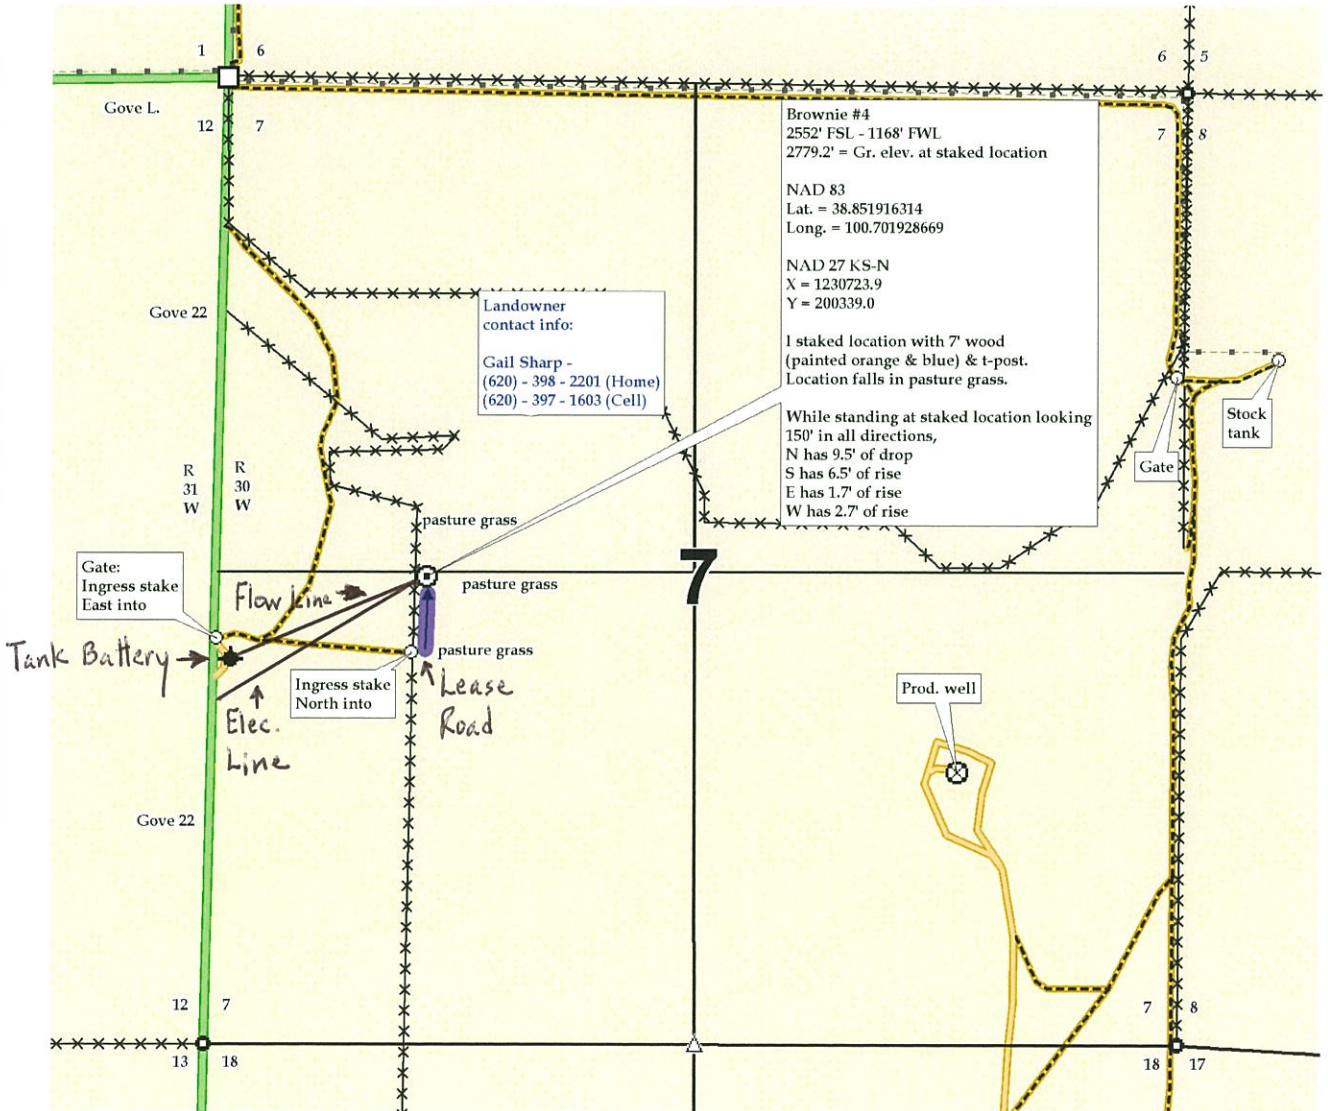 1
6
6
5
Gove L.
12
7
7
8
Brownie #4
2552' FSL - 1168' FWL
2779.2' = Gr. elev. at staked location
NAD 83
Lat. = 38.851916314
Long. = 100.701928669
NAD 27 KS-N
X = 1230723.9
Y = 200339.0
I staked location with 7' wood
(painted orange & blue) & t-post.
Location falls in pasture grass.
While standing at staked location looking
150' in all directions,
N has 9.5' of drop
S has 6.5' of rise
E has 1.7' of rise
W has 2.7' of rise
Landowner
contact info:
Gail Sharp -
(620) - 398 - 2201 (Home)
(620) - 397 - 1603 (Cell)
Gove 22
Stock
tank
Gate
R
31
W
R
30
W
pasture grass
Gate:
Ingress stake
East into
Flow Line
pasture grass
7
Tank Battery
pasture grass
Ingress stake
North into
Lease
Road
Elec.
Line
Prod. well
Gove 22
12
7
7
8
13
18
18
17